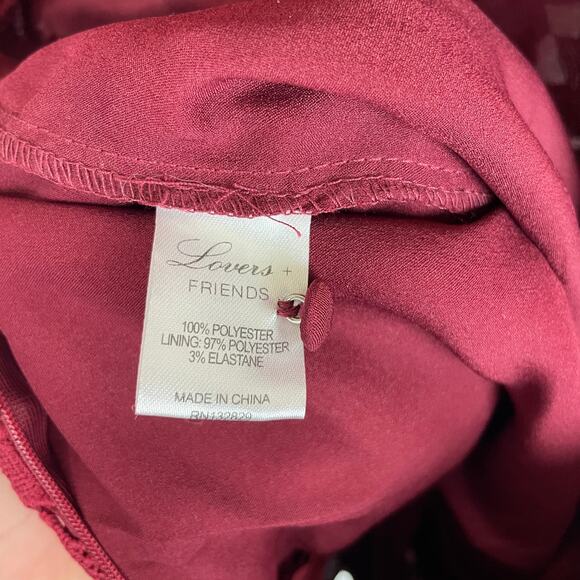 Lovers +
FRIENDS
100% POLYESTER
LINING: 97% POLYESTER
3% ELASTANE
MADE IN CHINA
RN132829